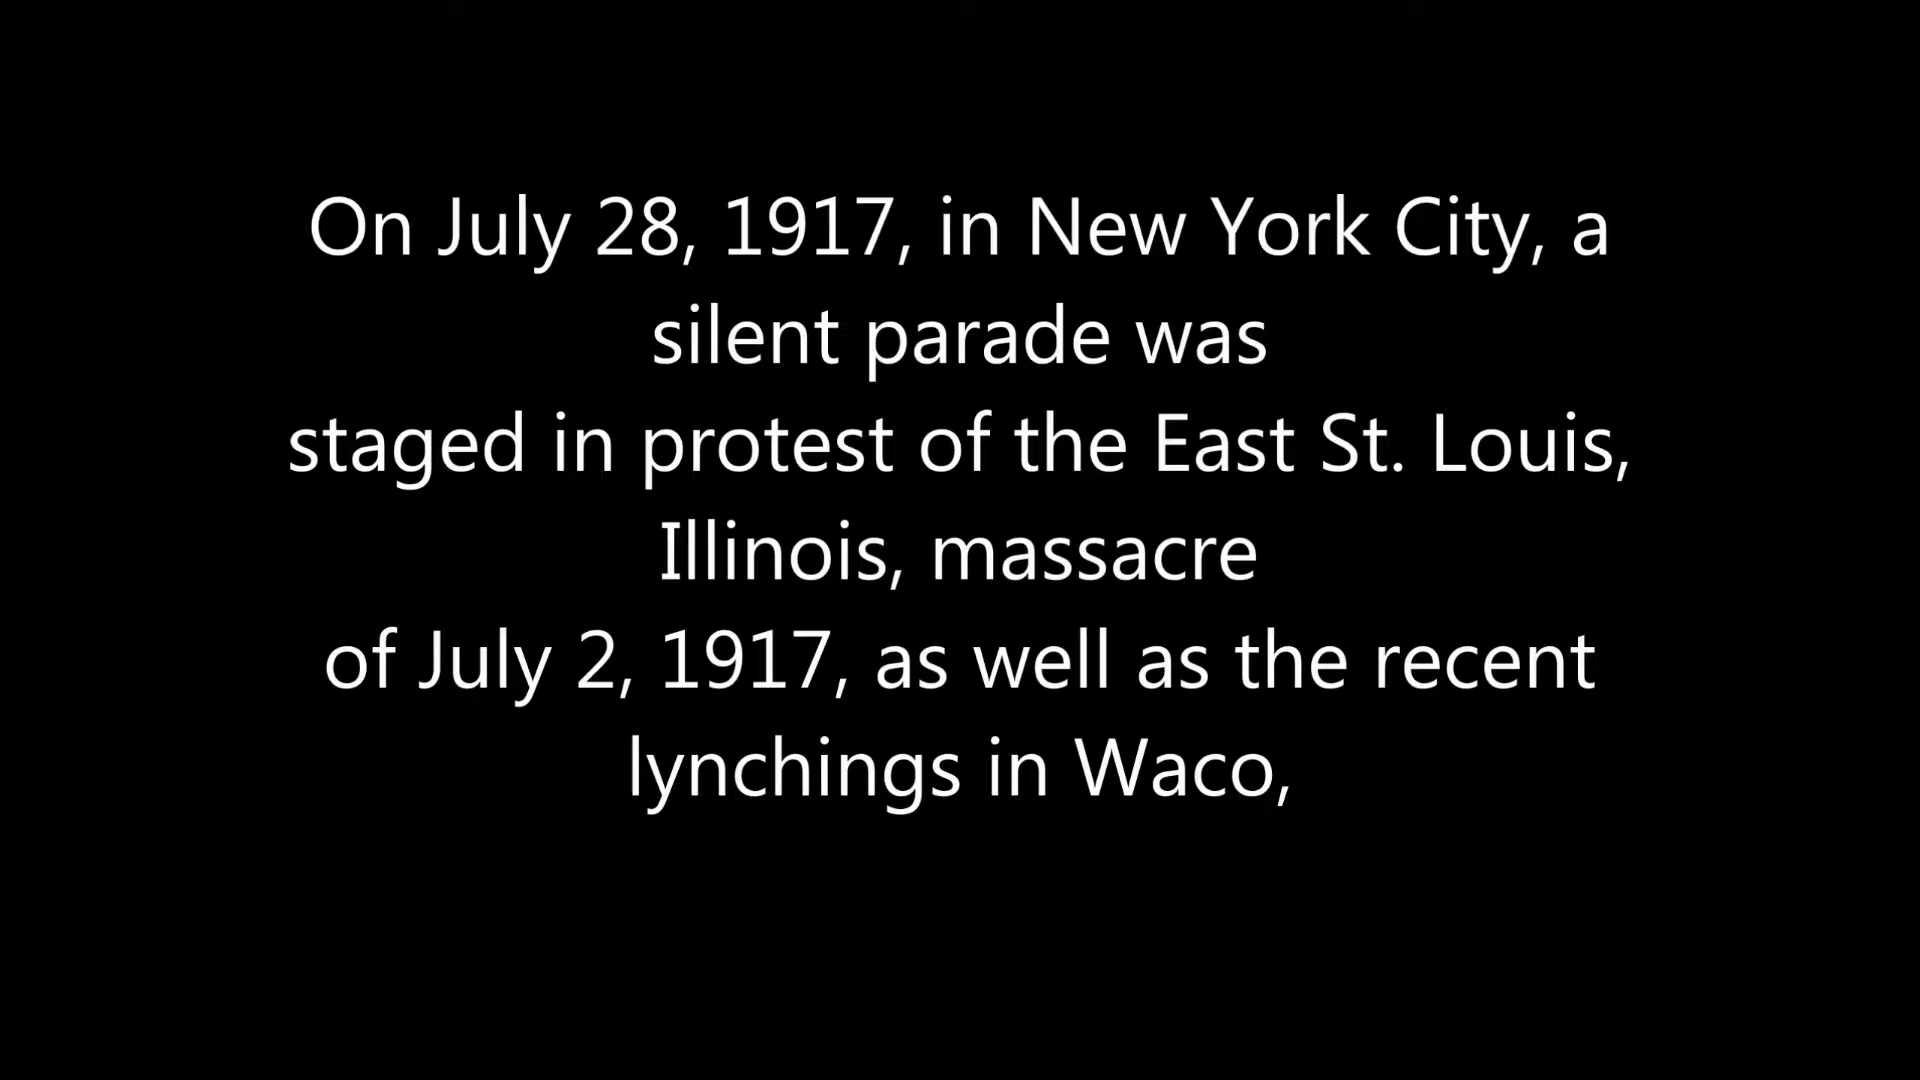 On July 28, 1917, in New York City, a
silent parade was
staged in protest of the East St. Louis,
Illinois, massacre
of July 2, 1917, as well as the recent
lynchings in Waco,